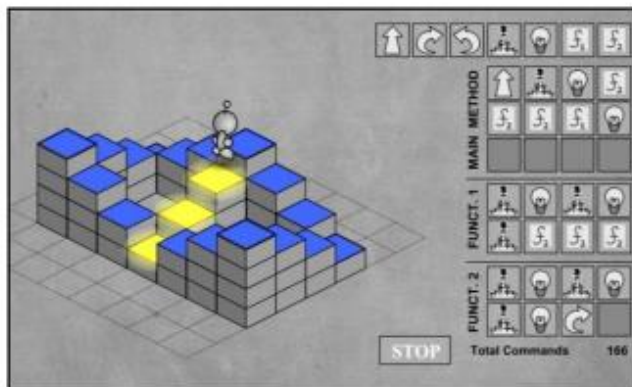 MAIN METHOD
FUNCT. 1
FUNCT. 2
STOP
Total Commands 166